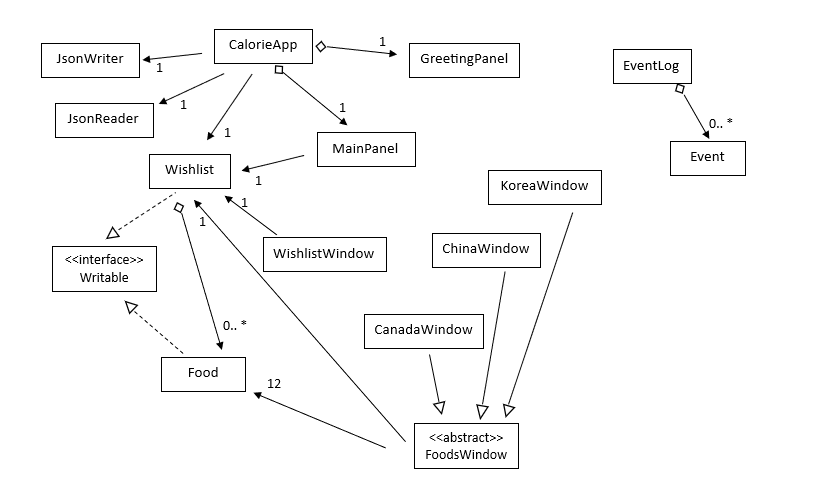 CalorieApp
JsonWriter
1
1
GreetingPanel
EventLog
JsonReader
1
1
1
MainPanel
0.. *
Event
Wishlist
1
KoreaWindow
1
1
WishlistWindow
ChinaWindow
<<interface>>
Writable
0.. *
CanadaWindow
Food
12
<<abstract>>
FoodsWindow